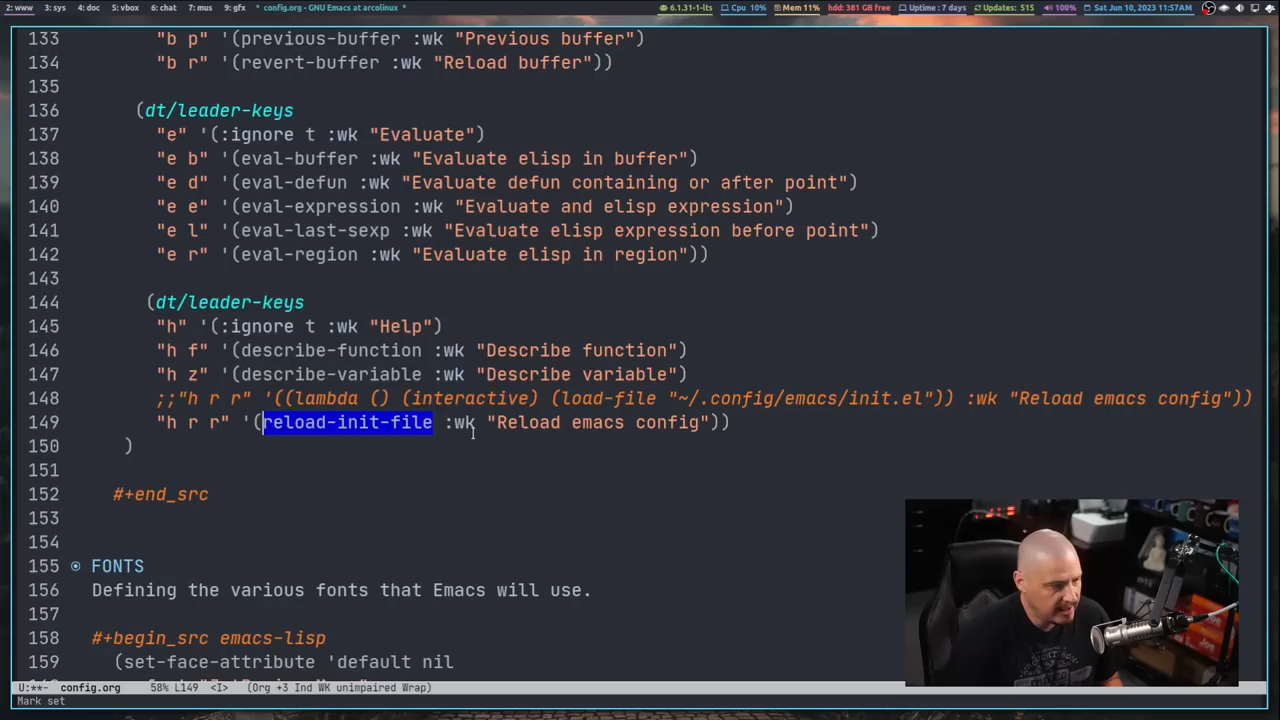 2: www 3: sys 4: doc 5: vbox 6: chat 7: mus 9: gfx * config.org - GNU Emacs at arcolinux * 6.1.31-1-lts Cpu 10% Mem 11% hdd: 381 GB free Uptime: 7 days Updates: 515 100% Sat Jun 10, 2023 11:57AM
133 "b p" '(previous-buffer :wk "Previous buffer")
134 "b r" '(revert-buffer :wk "Reload buffer"))
135
136 (dt/leader-keys
137 "e" '(:ignore t :wk "Evaluate")
138 "e b" '(eval-buffer :wk "Evaluate elisp in buffer")
139 "e d" '(eval-defun :wk "Evaluate defun containing or after point")
140 "e e" '(eval-expression :wk "Evaluate and elisp expression")
141 "e l" '(eval-last-sexp :wk "Evaluate elisp expression before point")
142 "e r" '(eval-region :wk "Evaluate elisp in region"))
143
144 (dt/leader-keys
145 "h" '(:ignore t :wk "Help")
146 "h f" '(describe-function :wk "Describe function")
147 "h z" '(describe-variable :wk "Describe variable")
148 ;;"h r r" '((lambda () (interactive) (load-file "~/.config/emacs/init.el")) :wk "Reload emacs config"))
149 "h r r" '(reload-init-file :wk "Reload emacs config"))
150 )
151
152 #+end_src
153
154
155 FONTS
156 Defining the various fonts that Emacs will use.
157
158 #+begin_src emacs-lisp
159 (set-face-attribute 'default nil
U:**- config.org 58% L149 <I> (Org +3 Ind WK unimpaired Wrap)
Mark set